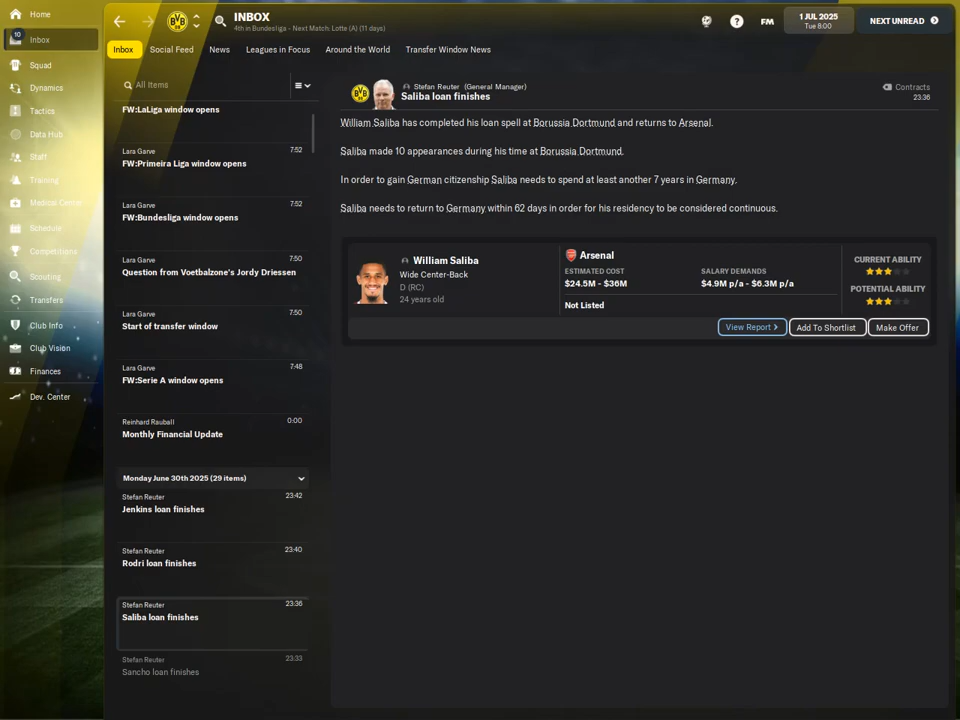 Home
10
Inbox
Squad
Dynamics
Tactics
Data Hub
Staff
Training
Medical Center
Schedule
Competitions
Scouting
Transfers
Club Info
Club Vision
Finances
Dev. Center
INBOX
4th in Bundesliga - Next Match: Lotte (A) (11 days)
?
FM
1 JUL 2025
Tue 8:00
NEXT UNREAD
Inbox
Social Feed
News
Leagues in Focus
Around the World
Transfer Window News
All Items
FW:LaLiga window opens
Lara Garve 7:52
FW:Primeira Liga window opens
Lara Garve 7:52
FW:Bundesliga window opens
Lara Garve 7:50
Question from Voetbalzone's Jordy Driessen
Lara Garve 7:50
Start of transfer window
Lara Garve 7:48
FW:Serie A window opens
Reinhard Rauball 0:00
Monthly Financial Update
Monday June 30th 2025 (29 items)
Stefan Reuter 23:42
Jenkins loan finishes
Stefan Reuter 23:40
Rodri loan finishes
Stefan Reuter 23:36
Saliba loan finishes
Stefan Reuter 23:33
Sancho loan finishes
Stefan Reuter (General Manager)
Saliba loan finishes
Contracts
23:36
William Saliba has completed his loan spell at Borussia Dortmund and returns to Arsenal.
Saliba made 10 appearances during his time at Borussia Dortmund.
In order to gain German citizenship Saliba needs to spend at least another 7 years in Germany.
Saliba needs to return to Germany within 62 days in order for his residency to be considered continuous.
William Saliba
Wide Center-Back
D (RC)
24 years old
Arsenal
ESTIMATED COST
$24.5M - $36M
SALARY DEMANDS
$4.9M p/a - $6.3M p/a
Not Listed
CURRENT ABILITY
POTENTIAL ABILITY
View Report
Add To Shortlist
Make Offer